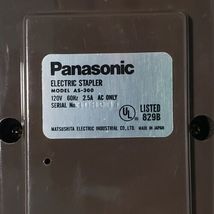 Panasonic
ELECTRIC STAPLER
MODEL AS-300
120V 60Hz 2.5A AC ONLY
SERIAL No.
UL
LISTED
829B
MATSUSHITA ELECTRIC INDUSTRIAL CO., LTD. MADE IN JAPAN